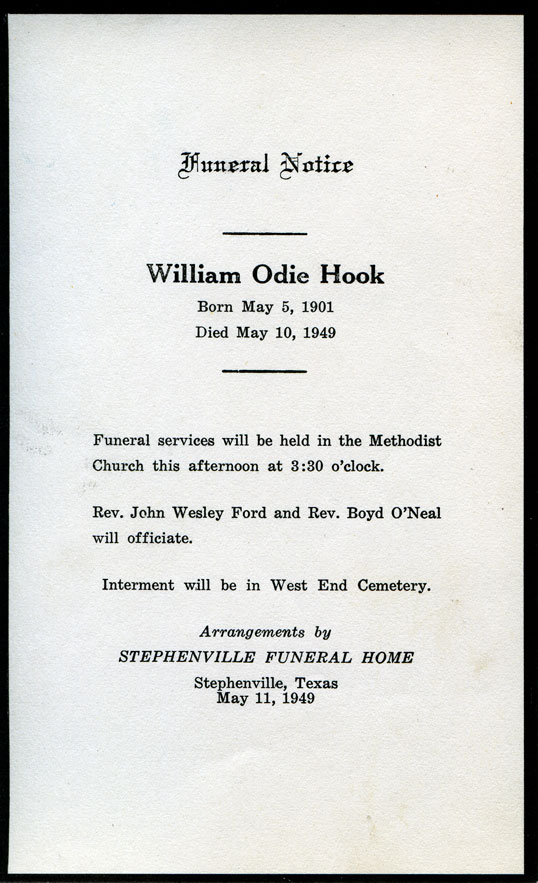 Funeral Notice
William Odie Hook
Born May 5, 1901
Died May 10, 1949
Funeral services will be held in the Methodist
Church this afternoon at 3:30 o'clock.
Rev. John Wesley Ford and Rev. Boyd O'Neal
will officiate.
Interment will be in West End Cemetery.
Arrangements by
STEPHENVILLE FUNERAL HOME
Stephenville, Texas
May 11, 1949